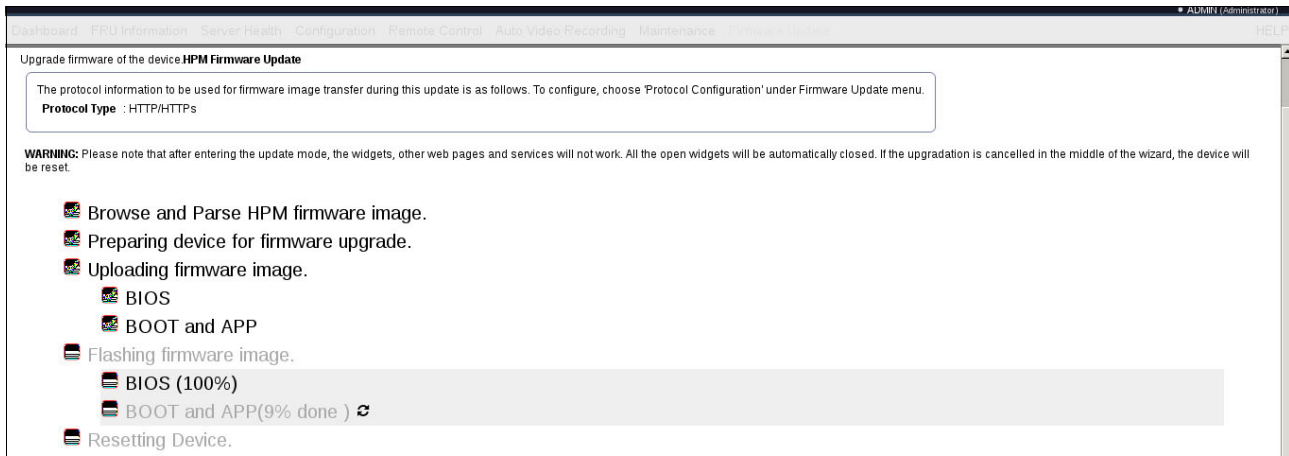 • ADMIN (Administrator)
Dashboard FRU Information Server Health Configuration Remote Control Auto Video Recording Maintenance Firmware Update HELP
Upgrade firmware of the device.HPM Firmware Update
The protocol information to be used for firmware image transfer during this update is as follows. To configure, choose 'Protocol Configuration' under Firmware Update menu.
Protocol Type : HTTP/HTTPs
WARNING: Please note that after entering the update mode, the widgets, other web pages and services will not work. All the open widgets will be automatically closed. If the upgradation is cancelled in the middle of the wizard, the device will
be reset.
Browse and Parse HPM firmware image.
Preparing device for firmware upgrade.
Uploading firmware image.
BIOS
BOOT and APP
Flashing firmware image.
BIOS (100%)
BOOT and APP(9% done )
Resetting Device.